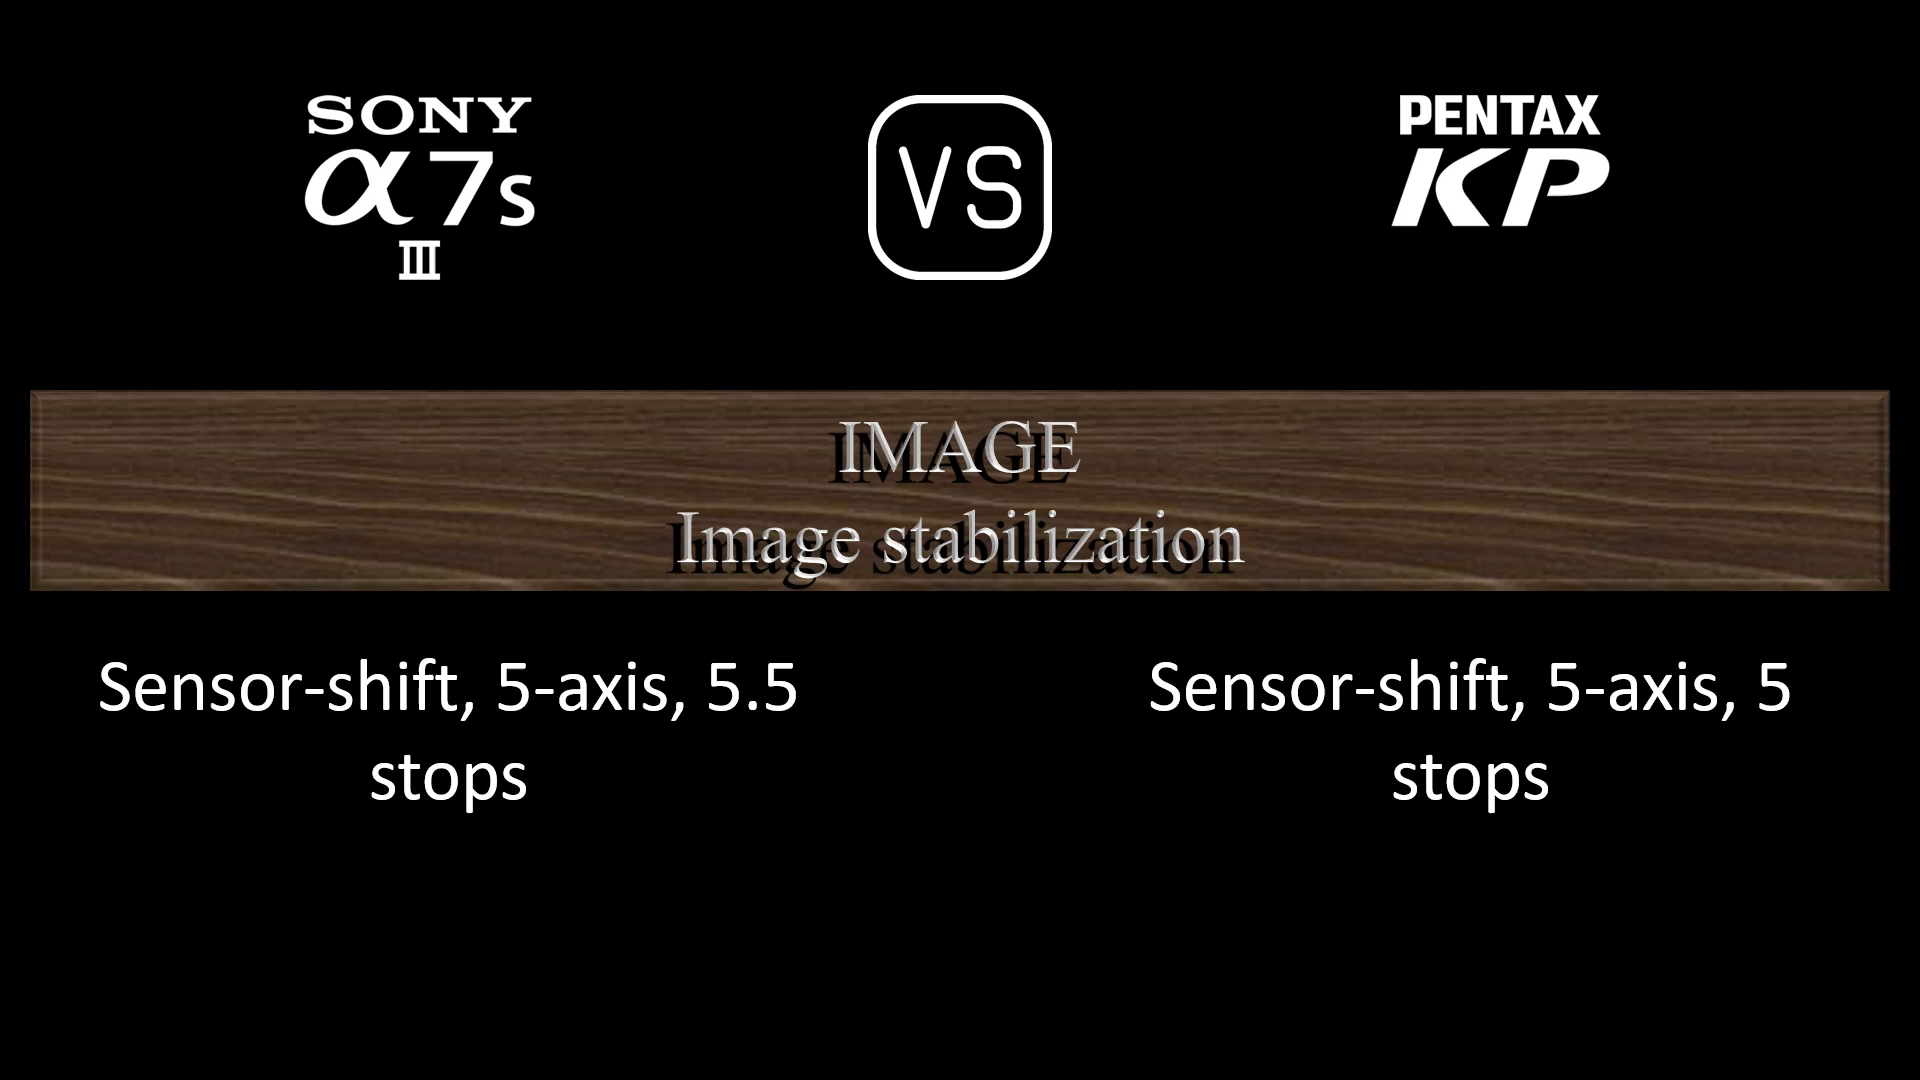 SONY
α7s
III
VS
PENTAX
KP
IMAGE
Image stabilization
Sensor-shift, 5-axis, 5.5
stops
Sensor-shift, 5-axis, 5
stops